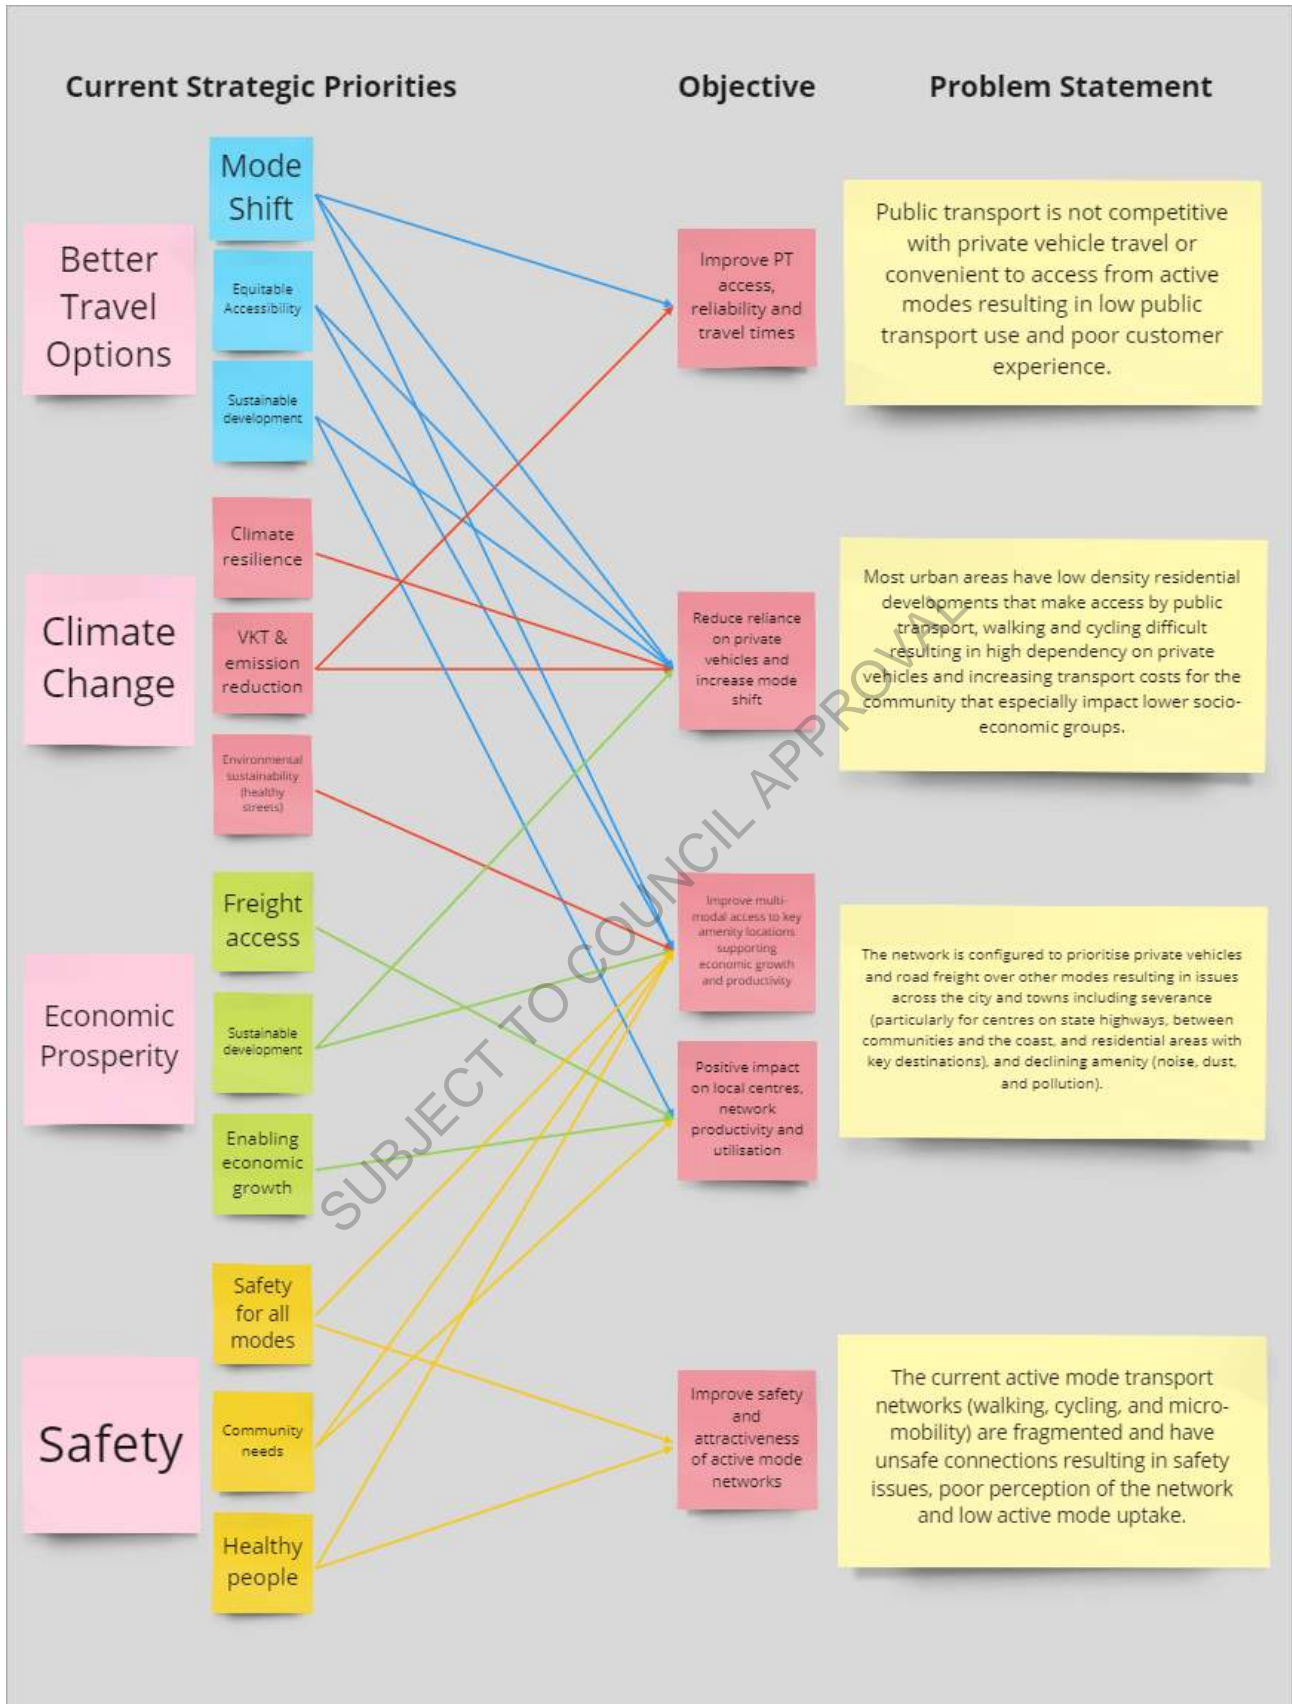 Current Strategic Priorities
Objective
Problem Statement
Better
Travel
Options
Mode
Shift
Equitable
Accessibility
Sustainable
development
Climate
Change
Climate
resilience
VKT &
emission
reduction
Environmental
sustainability
(healthy
streets)
Economic
Prosperity
Freight
access
Sustainable
development
Enabling
economic
growth
Safety
Safety
for all
modes
Community
needs
Healthy
people
Improve PT
access,
reliability and
travel times
Reduce reliance
on private
vehicles and
increase mode
shift
Improve multi-
modal access to key
amenity locations
supporting
economic growth
and productivity
Positive impact
on local centres,
network
productivity and
utilisation
Improve safety
and
attractiveness
of active mode
networks
Public transport is not competitive
with private vehicle travel or
convenient to access from active
modes resulting in low public
transport use and poor customer
experience.
Most urban areas have low density residential
developments that make access by public
transport, walking and cycling difficult
resulting in high dependency on private
vehicles and increasing transport costs for the
community that especially impact lower socio-
economic groups.
The network is configured to prioritise private vehicles
and road freight over other modes resulting in issues
across the city and towns including severance
(particularly for centres on state highways, between
communities and the coast, and residential areas with
key destinations), and declining amenity (noise, dust,
and pollution).
The current active mode transport
networks (walking, cycling, and micro-
mobility) are fragmented and have
unsafe connections resulting in safety
issues, poor perception of the network
and low active mode uptake.
SUBJECT TO COUNCIL APPROVAL